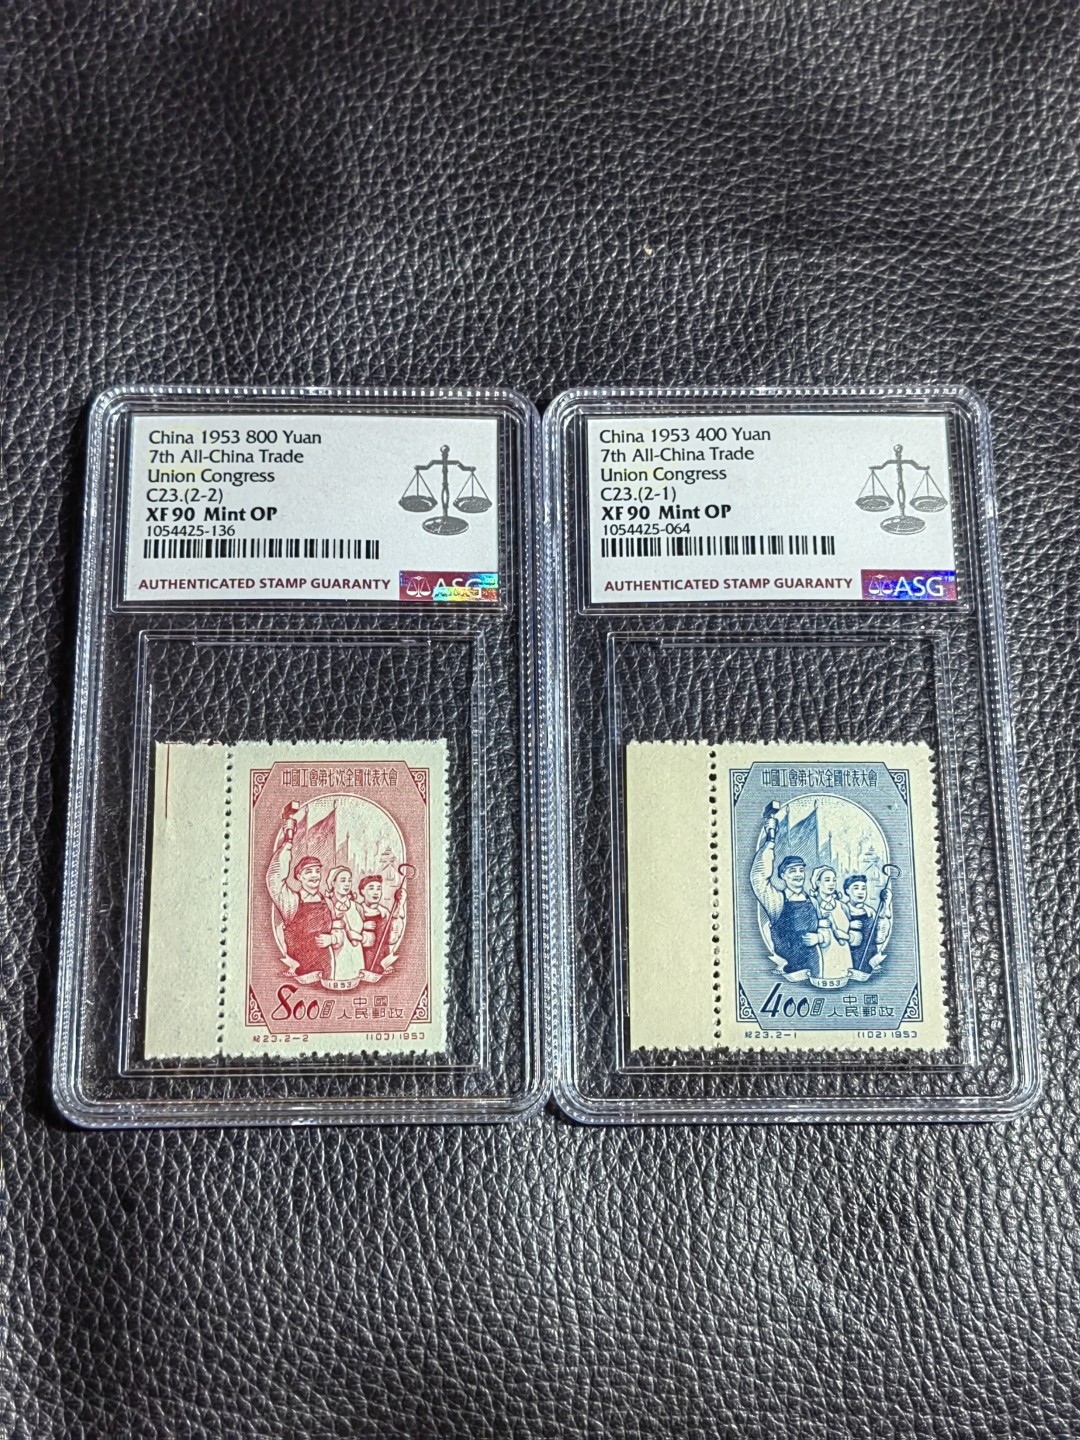 China 1953 800 Yuan
7th All-China Trade
Union Congress
C23.(2-2)
XF 90 Mint OP
1054425-136
AUTHENTICATED STAMP GUARANTY
ASG
中國工會第七次全國代表大會
1953
800圓
中國
人民郵政
紀23.2-2 (103)1953
China 1953 400 Yuan
7th All-China Trade
Union Congress
C23.(2-1)
XF 90 Mint OP
1054425-064
AUTHENTICATED STAMP GUARANTY
ASG™
中國工會第七次全國代表大會
1953
400圓
中國
人民郵政
紀23.2-1 (102)1953